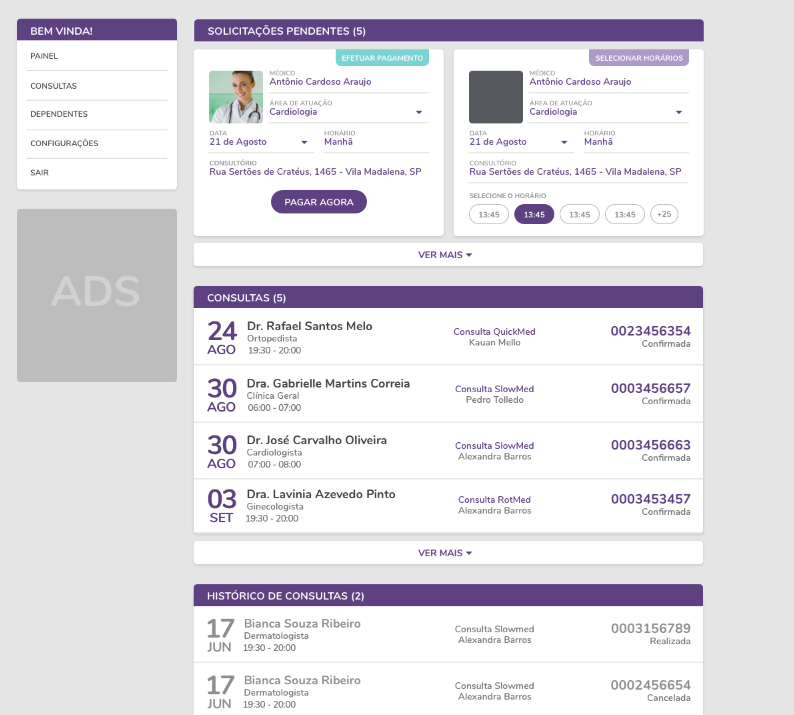 BEM VINDA!
PAINEL
CONSULTAS
DEPENDENTES
CONFIGURAÇÕES
SAIR
ADS
SOLICITAÇÕES PENDENTES (5)
EFETUAR PAGAMENTO
MÉDICO
Antônio Cardoso Araujo
ÁREA DE ATUAÇÃO
Cardiologia
DATA
HORÁRIO
21 de Agosto
Manhã
CONSULTÓRIO
Rua Sertões de Cratéus, 1465 - Vila Madalena, SP
PAGAR AGORA
SELECIONAR HORÁRIOS
MÉDICO
Antônio Cardoso Araujo
ÁREA DE ATUAÇÃO
Cardiologia
DATA
HORÁRIO
21 de Agosto
Manhã
CONSULTÓRIO
Rua Sertões de Cratéus, 1465 - Vila Madalena, SP
SELECIONE O HORÁRIO
13:45 13:45 13:45 13:45 +25
VER MAIS
CONSULTAS (5)
24 AGO
Dr. Rafael Santos Melo
Ortopedista
19:30 - 20:00
Consulta QuickMed
Kauan Mello
0023456354
Confirmada
30 AGO
Dra. Gabrielle Martins Correia
Clínica Geral
06:00 - 07:00
Consulta SlowMed
Pedro Tolledo
0003456657
Confirmada
30 AGO
Dr. José Carvalho Oliveira
Cardiologista
07:00 - 08:00
Consulta SlowMed
Alexandra Barros
0003456663
Confirmada
03 SET
Dra. Lavinia Azevedo Pinto
Ginecologista
19:30 - 20:00
Consulta RotMed
Alexandra Barros
0003453457
Confirmada
VER MAIS
HISTÓRICO DE CONSULTAS (2)
17 JUN
Bianca Souza Ribeiro
Dermatologista
19:30 - 20:00
Consulta Slowmed
Alexandra Barros
0003156789
Realizada
17 JUN
Bianca Souza Ribeiro
Dermatologista
19:30 - 20:00
Consulta Slowmed
Alexandra Barros
0002456654
Cancelada